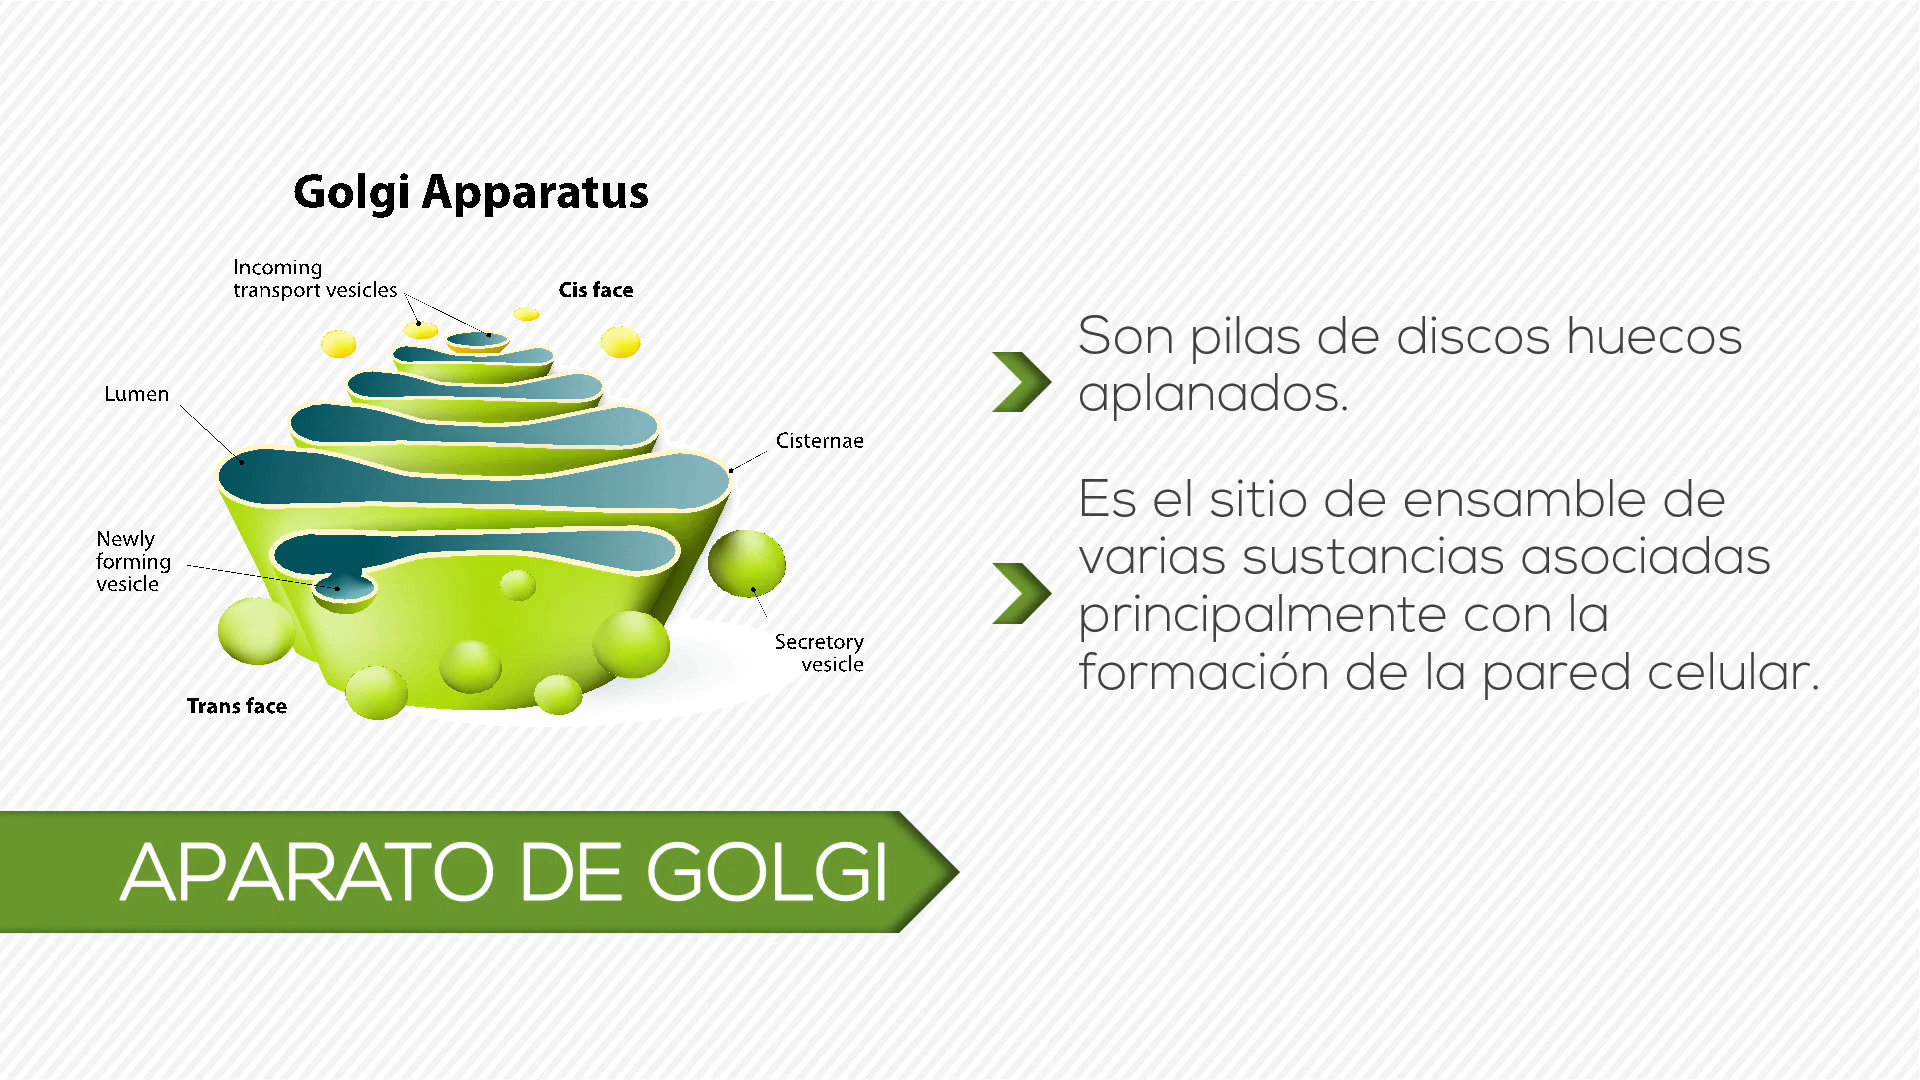 Golgi Apparatus
Incoming
transport vesicles
Cis face
Lumen
Cisternae
Newly
forming
vesicle
Secretory
vesicle
Trans face
Son pilas de discos huecos
aplanados.
Es el sitio de ensamble de
varias sustancias asociadas
principalmente con la
formación de la pared celular.
APARATO DE GOLGI